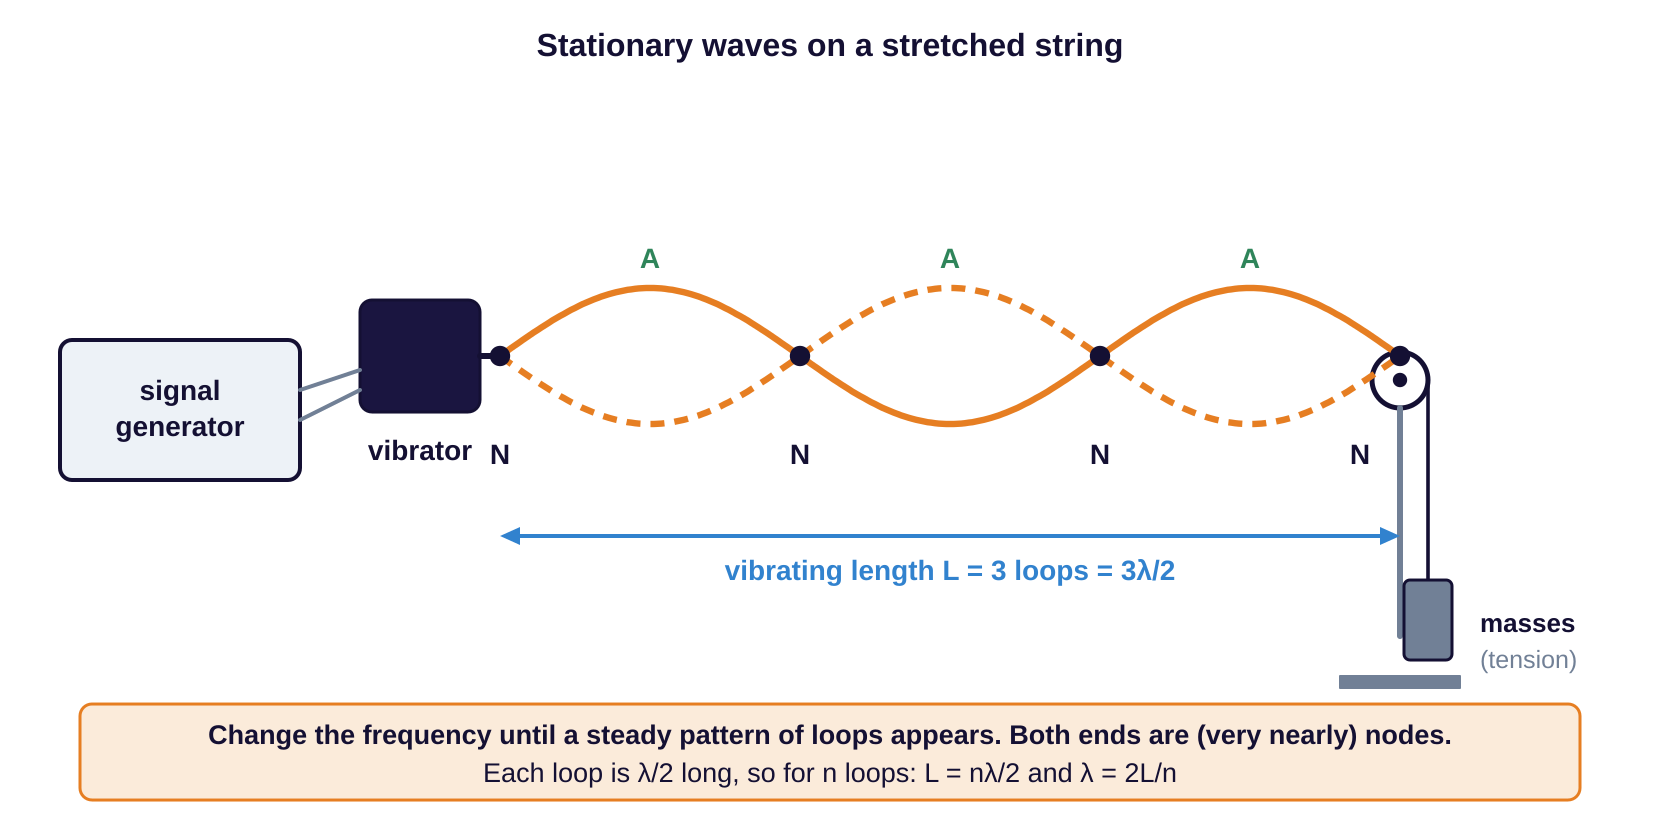 Stationary waves on a stretched string
A
A
A
signal
generator
vibrator
N
N
N
N
vibrating length L = 3 loops = 3λ/2
masses
(tension)
Change the frequency until a steady pattern of loops appears. Both ends are (very nearly) nodes.
Each loop is λ/2 long, so for n loops: L = nλ/2 and λ = 2L/n